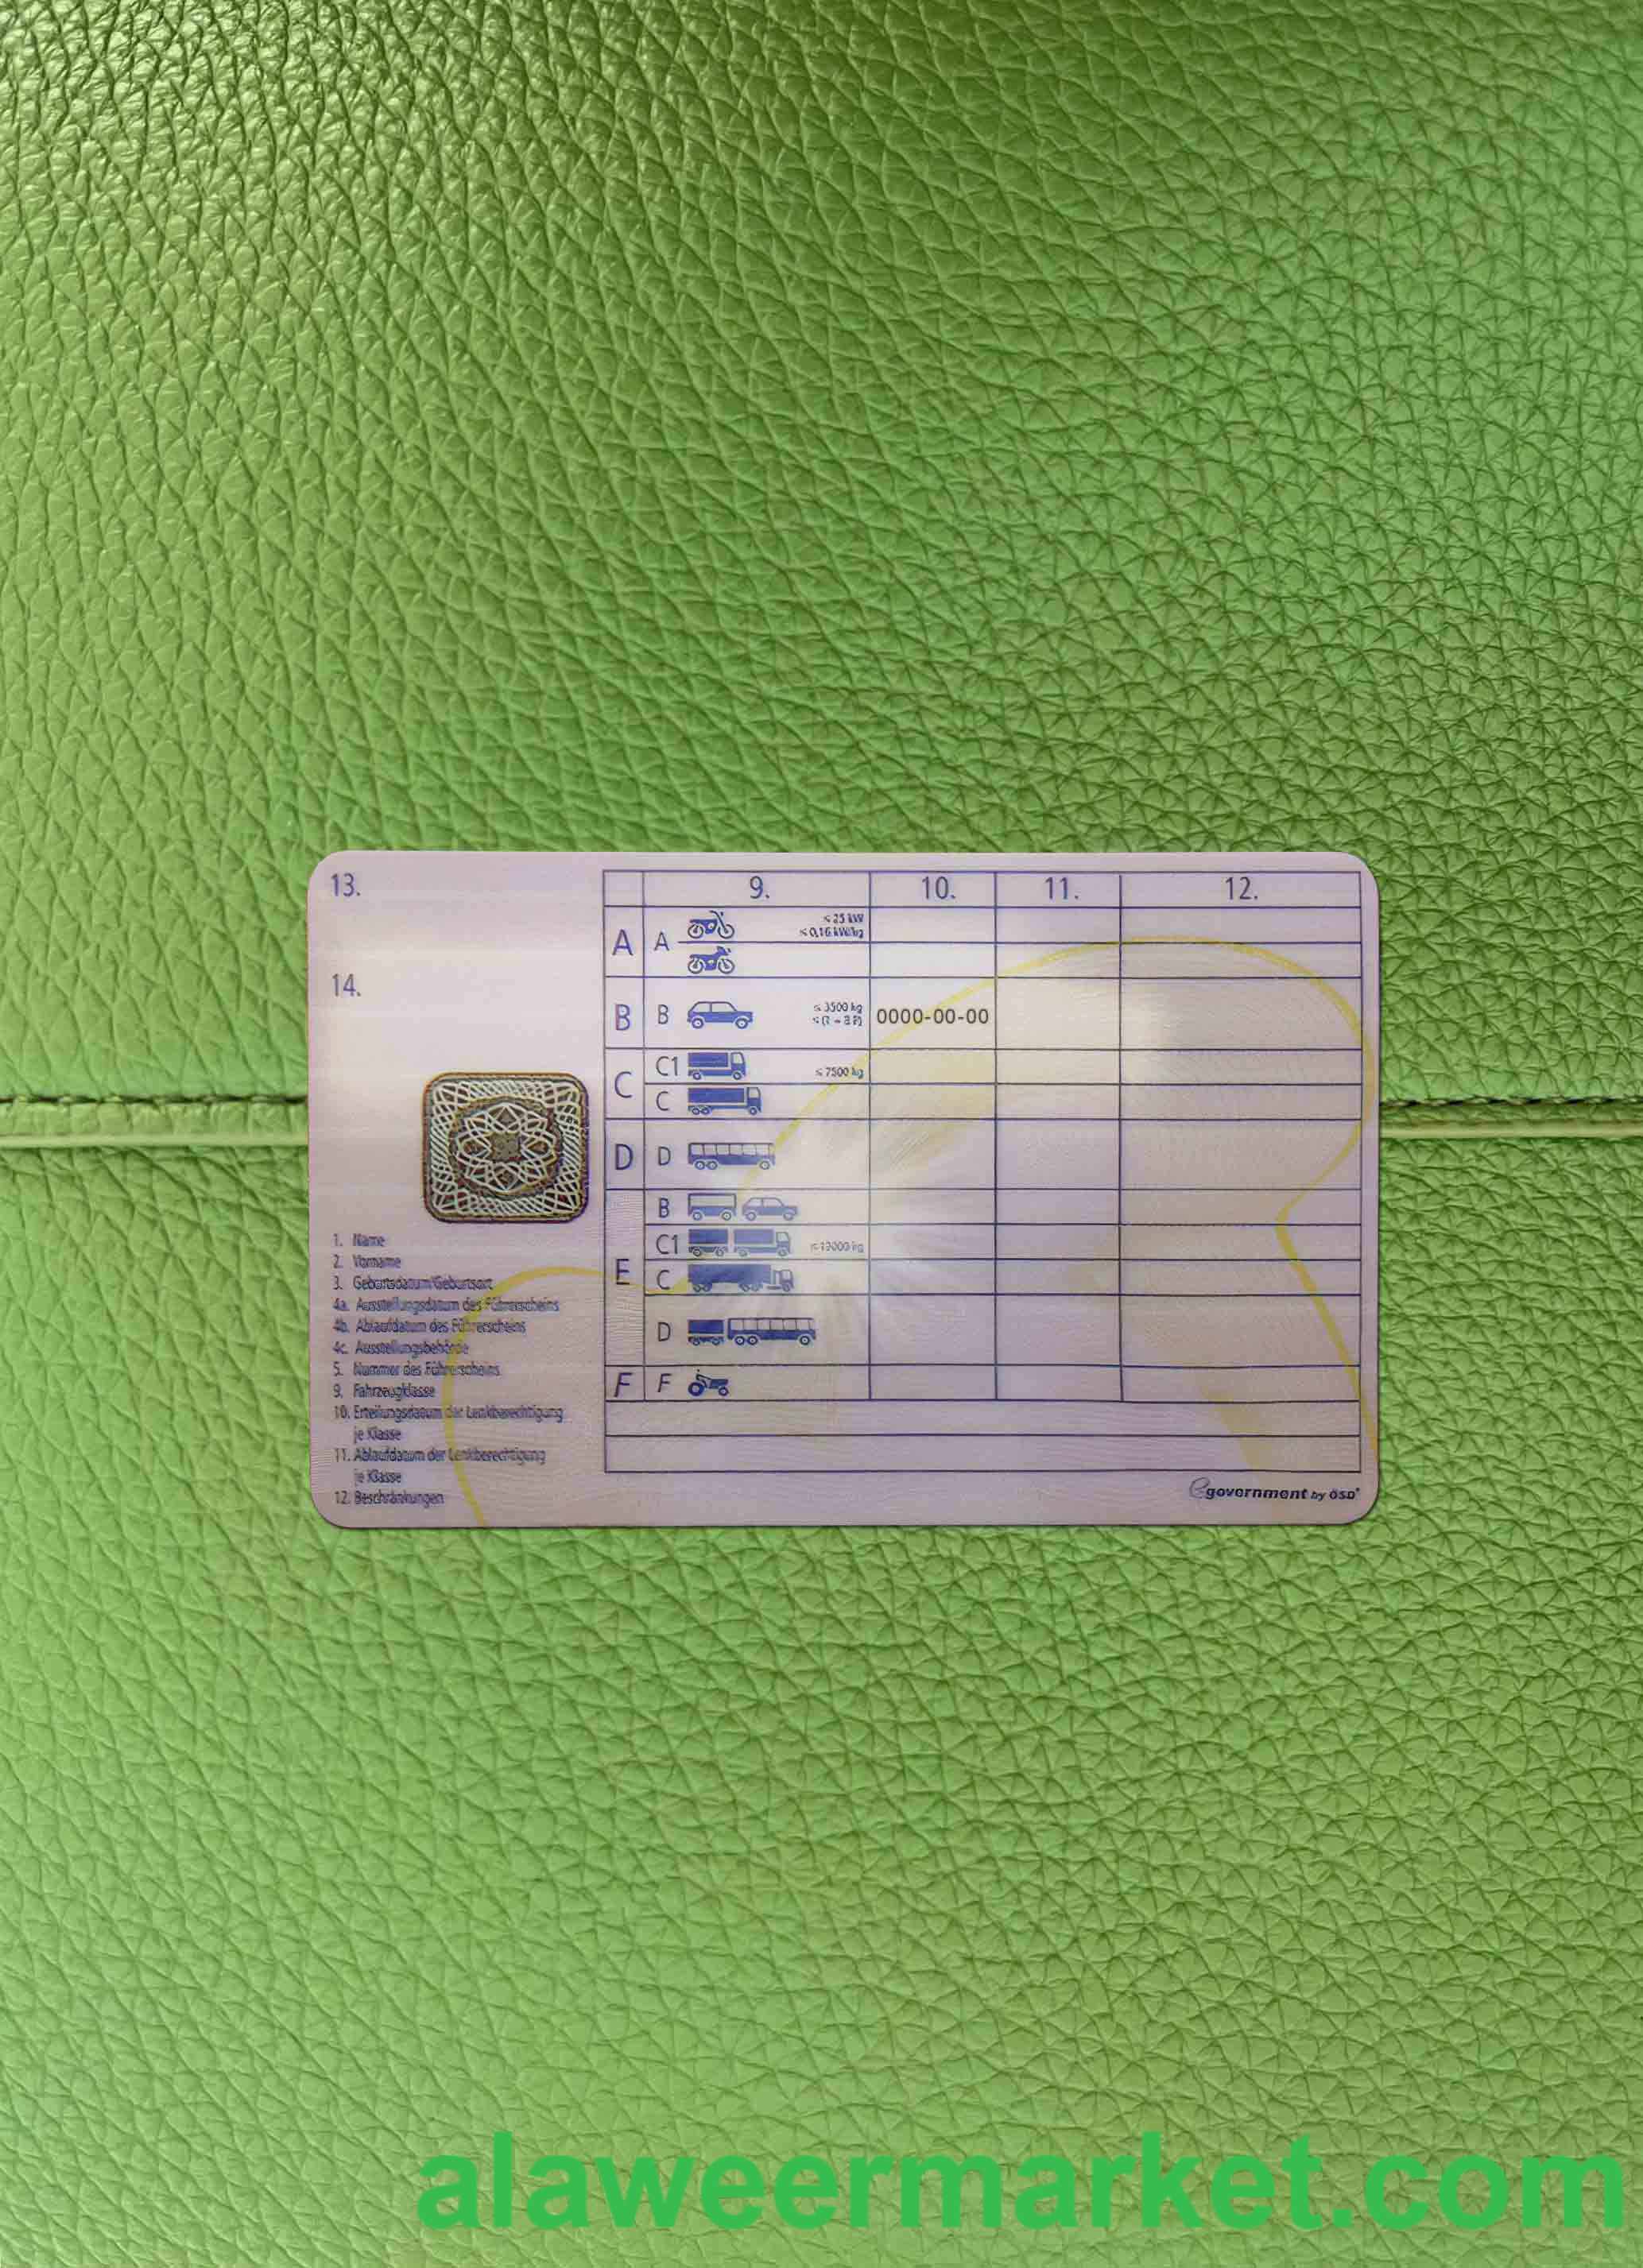 13.
14.
9. 10. 11. 12.
A A ≤ 25 kW
≤ 0,16 kW/kg
B B ≤ 3500 kg 0000-00-00
C C1 ≤ 7500 kg
C
D D
E B
C1 ≤ 12000 kg
C
D
F F
1. Name
2. Vorname
3. Geburtsdatum/Geburtsort
4a. Ausstellungsdatum des Führerscheins
4b. Ablaufdatum des Führerscheins
4c. Ausstellungsbehörde
5. Nummer des Führerscheins
9. Fahrzeugklasse
10. Erteilungsdatum der Lenkberechtigung
je Klasse
11. Ablaufdatum der Lenkberechtigung
je Klasse
12. Beschränkungen
egovernment by ÖSD
alaweermarket.com